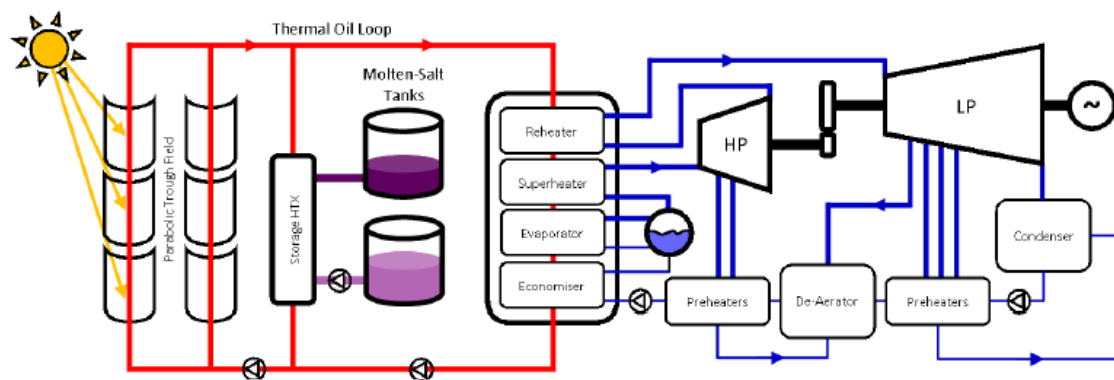 Thermal Oil Loop
Molten-Salt
Tanks
Parabolic Trough Field
Storage HTX
Reheater
Superheater
Evaporator
Economiser
HP
LP
~
Condenser
Preheaters
De-Aerator
Preheaters